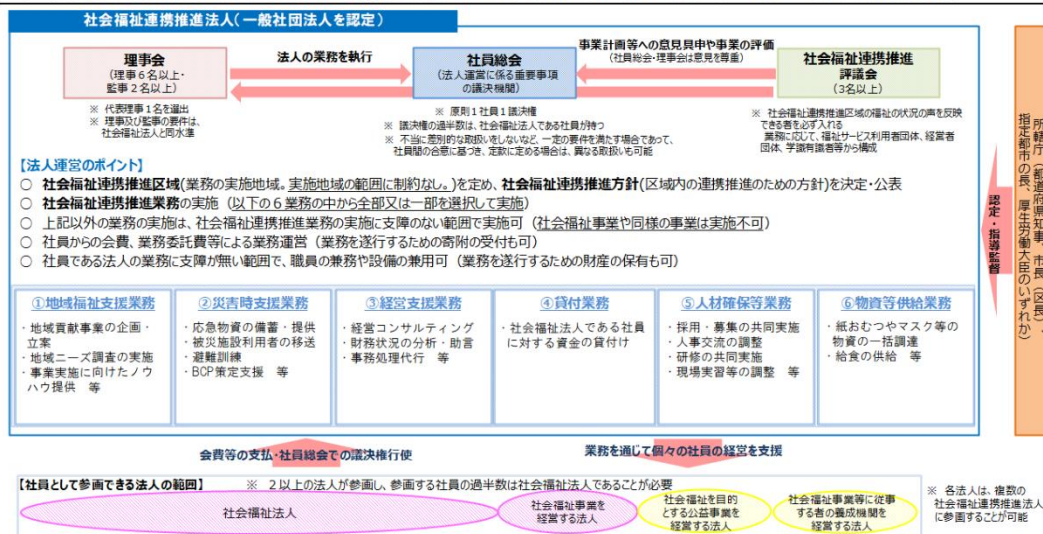 社会福祉連携推進法人(一般社団法人を認定)
理事会
(理事6名以上・
監事2名以上)
法人の業務を執行
社員総会
(法人運営に係る重要事項
の議決機関)
事業計画等への意見具申や事業の評価
(社員総会・理事会は意見を尊重)
社会福祉連携推進
評議会
(3名以上)
※ 代表理事1名を選出
※ 理事及び監事の要件は、
社会福祉法人と同水準
※ 原則1社員1議決権
※ 議決権の過半数は、社会福祉法人である社員が持つ
※ 不当に差別的な取扱いをしないなど、一定の要件を満たす場合であって、
社員間の合意に基づき、定款に定める場合は、異なる取扱いも可能
※ 社会福祉連携推進区域の福祉の状況の声を反映
できる者を必ず入れる
業務に応じて、福祉サービス利用者団体、経営者
団体、学識有識者等から構成
【法人運営のポイント】
○ 社会福祉連携推進区域(業務の実施地域。実施地域の範囲に制約なし。)を定め、社会福祉連携推進方針(区域内の連携推進のための方針)を決定・公表
○ 社会福祉連携推進業務の実施(以下の6業務の中から全部又は一部を選択して実施)
○ 上記以外の業務の実施は、社会福祉連携推進業務の実施に支障のない範囲で実施可(社会福祉事業や同様の事業は実施不可)
○ 社員からの会費、業務委託費等による業務運営(業務を遂行するための寄附の受付も可)
○ 社員である法人の業務に支障が無い範囲で、職員の兼務や設備の兼用可(業務を遂行するための財産の保有も可)
①地域福祉支援業務
・地域貢献事業の企画・
立案
・地域ニーズ調査の実施
・事業実施に向けたノウ
ハウ提供 等
②災害時支援業務
・応急物資の備蓄・提供
・被災施設利用者の移送
・避難訓練
・BCP策定支援 等
③経営支援業務
・経営コンサルティング
・財務状況の分析・助言
・事務処理代行 等
④貸付業務
・社会福祉法人である社員
に対する資金の貸付け
⑤人材確保等業務
・採用・募集の共同実施
・人事交流の調整
・研修の共同実施
・現場実習等の調整 等
⑥物資等供給業務
・紙おむつやマスク等の
物資の一括調達
・給食の供給 等
認定・指導監督
所轄庁(都道府県知事、市長(区長)、
指定都市の長、厚生労働大臣のいずれか)
会費等の支払・社員総会での議決権行使
業務を通じて個々の社員の経営を支援
【社員として参画できる法人の範囲】 ※ 2以上の法人が参画し、参画する社員の過半数は社会福祉法人であることが必要
社会福祉法人
社会福祉事業を
経営する法人
社会福祉を目的
とする公益事業を
経営する法人
社会福祉事業等に従事
する者の養成機関を
経営する法人
※ 各法人は、複数の
社会福祉連携推進法人
に参画することが可能